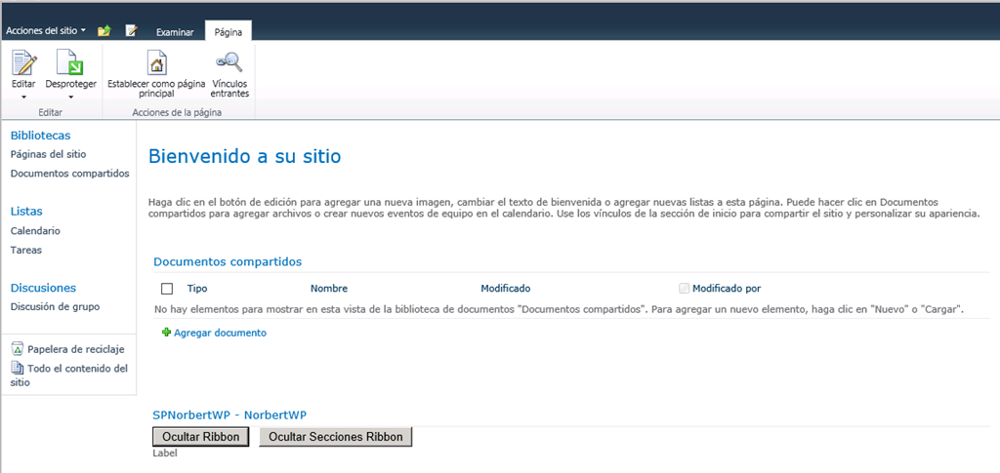 Acciones del sitio
Examinar
Página
Editar
Desproteger
Establecer como página
principal
Vínculos
entrantes
Editar
Acciones de la página
Bibliotecas
Páginas del sitio
Documentos compartidos
Listas
Calendario
Tareas
Discusiones
Discusión de grupo
Papelera de reciclaje
Todo el contenido del
sitio
Bienvenido a su sitio
Haga clic en el botón de edición para agregar una nueva imagen, cambiar el texto de bienvenida o agregar nuevas listas a esta página. Puede hacer clic en Documentos
compartidos para agregar archivos o crear nuevos eventos de equipo en el calendario. Use los vínculos de la sección de inicio para compartir el sitio y personalizar su apariencia.
Documentos compartidos
Tipo Nombre Modificado Modificado por
No hay elementos para mostrar en esta vista de la biblioteca de documentos "Documentos compartidos". Para agregar un nuevo elemento, haga clic en "Nuevo" o "Cargar".
Agregar documento
SPNorbertWP - NorbertWP
Ocultar Ribbon Ocultar Secciones Ribbon
Label